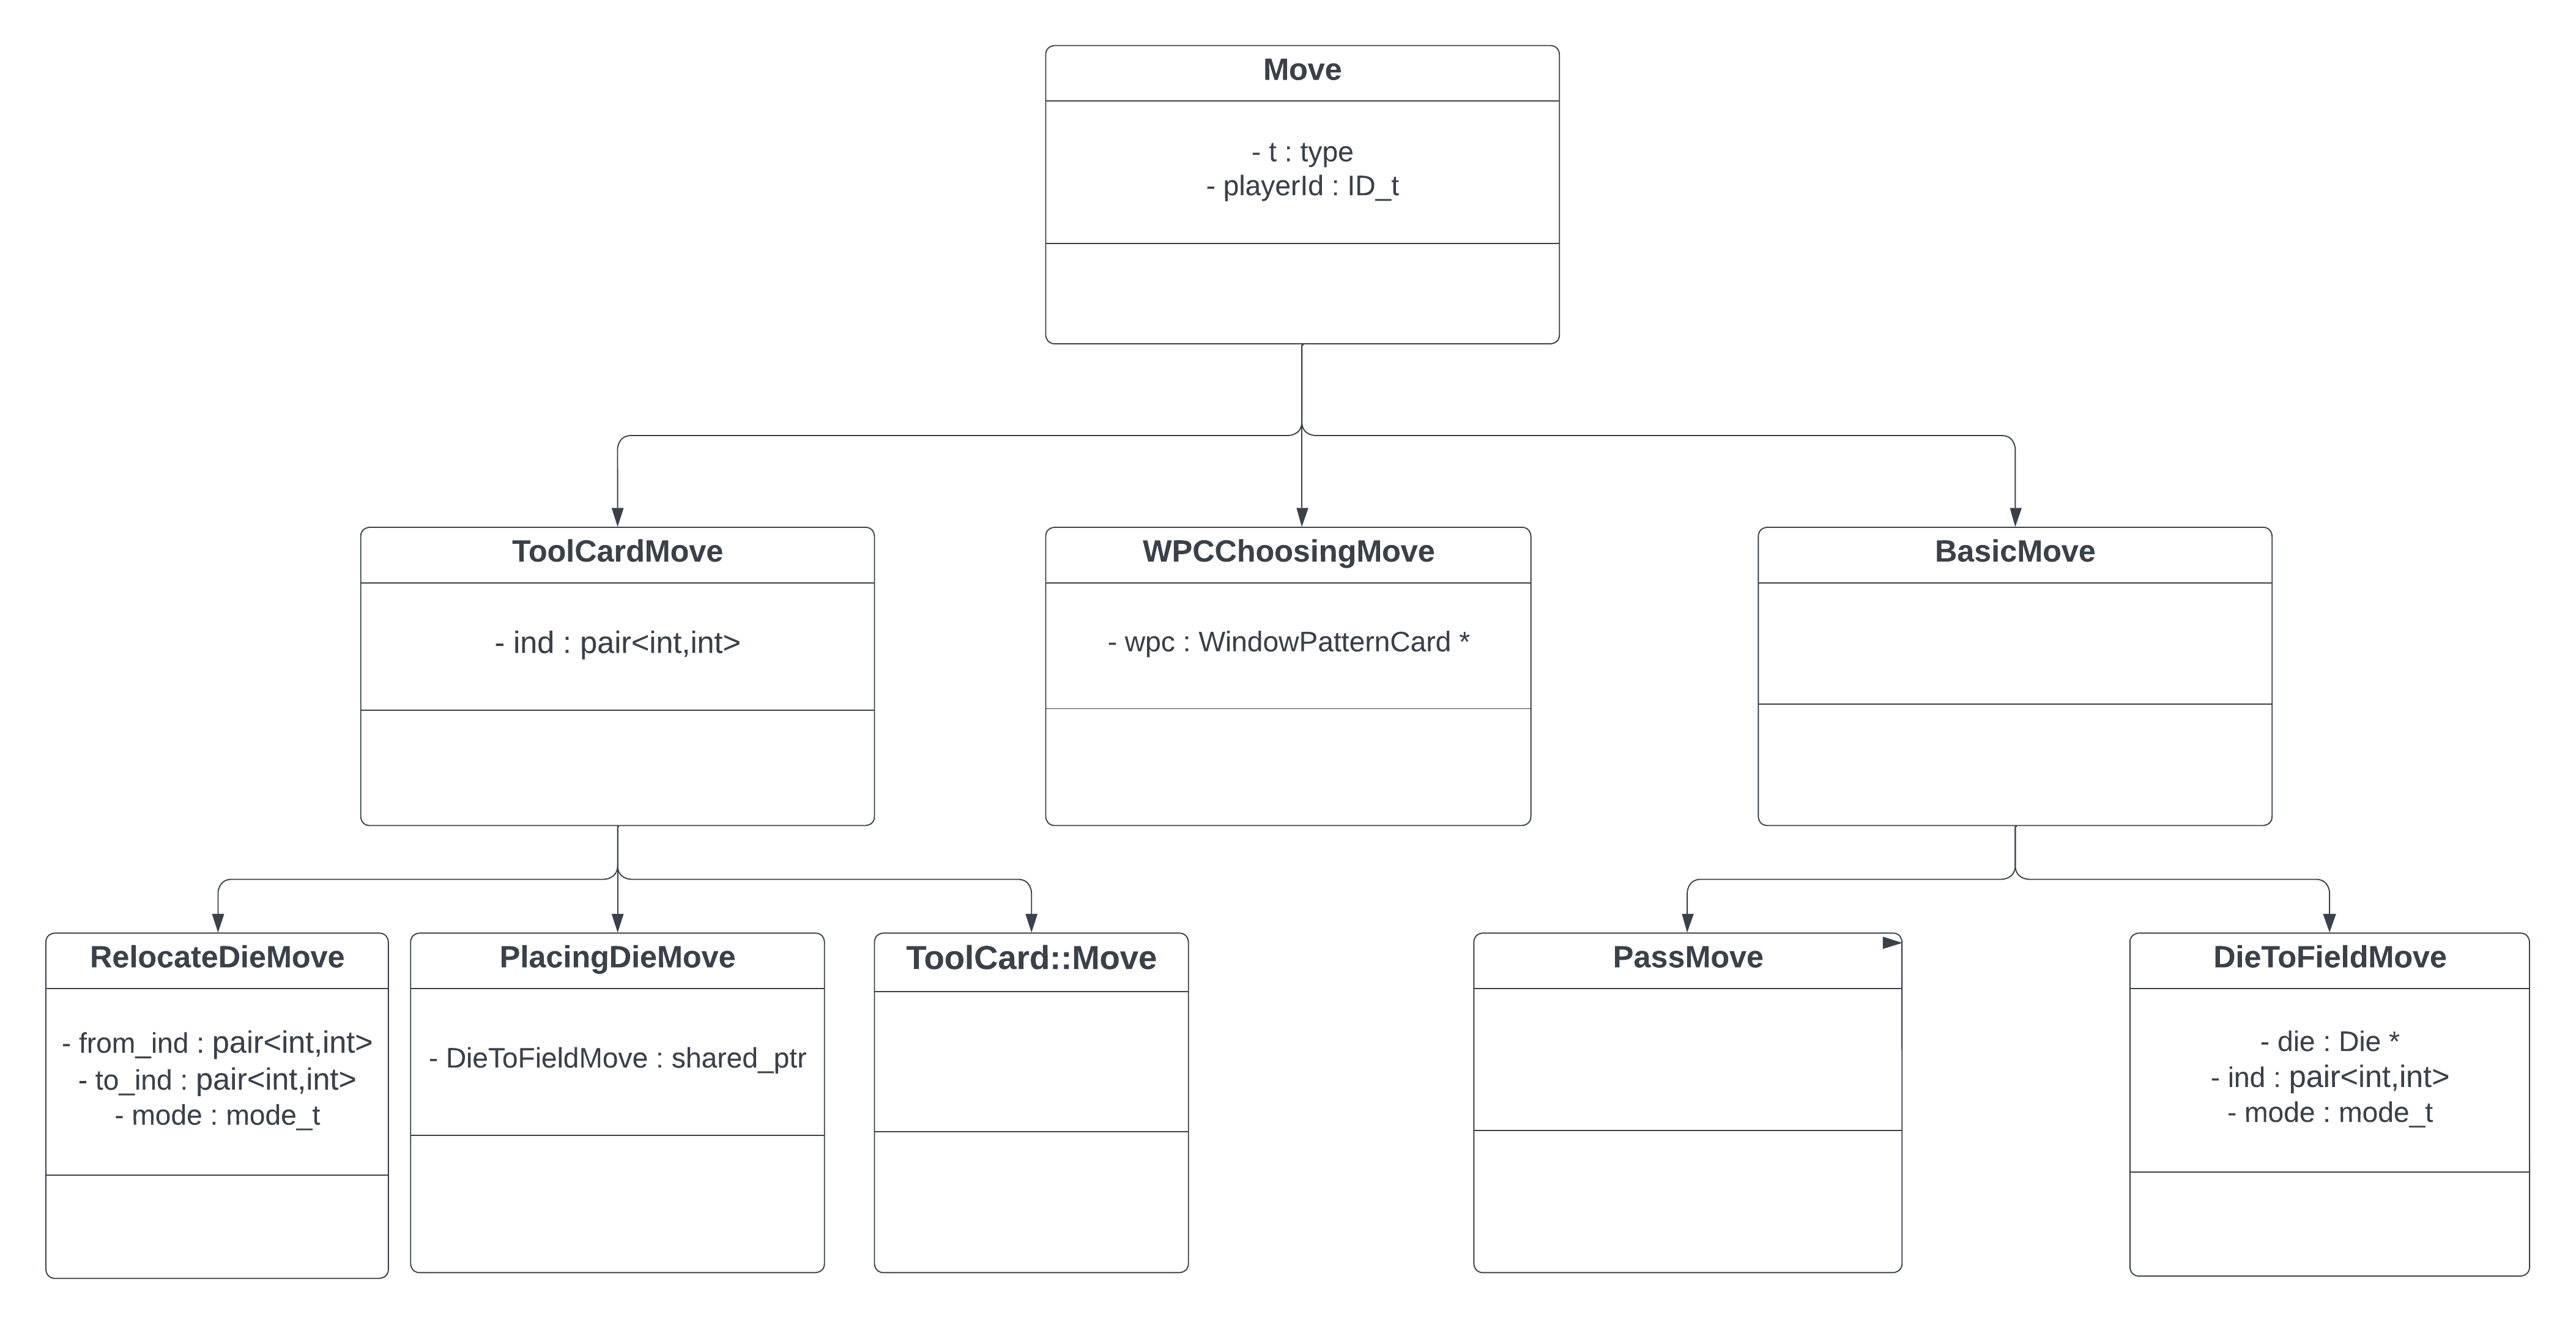 Move
- t : type
- playerId : ID_t
ToolCardMove
- ind : pair<int,int>
WPCChoosingMove
- wpc : WindowPatternCard *
BasicMove
RelocateDieMove
- from_ind : pair<int,int>
- to_ind : pair<int,int>
- mode : mode_t
PlacingDieMove
- DieToFieldMove : shared_ptr
ToolCard::Move
PassMove
DieToFieldMove
- die : Die *
- ind : pair<int,int>
- mode : mode_t